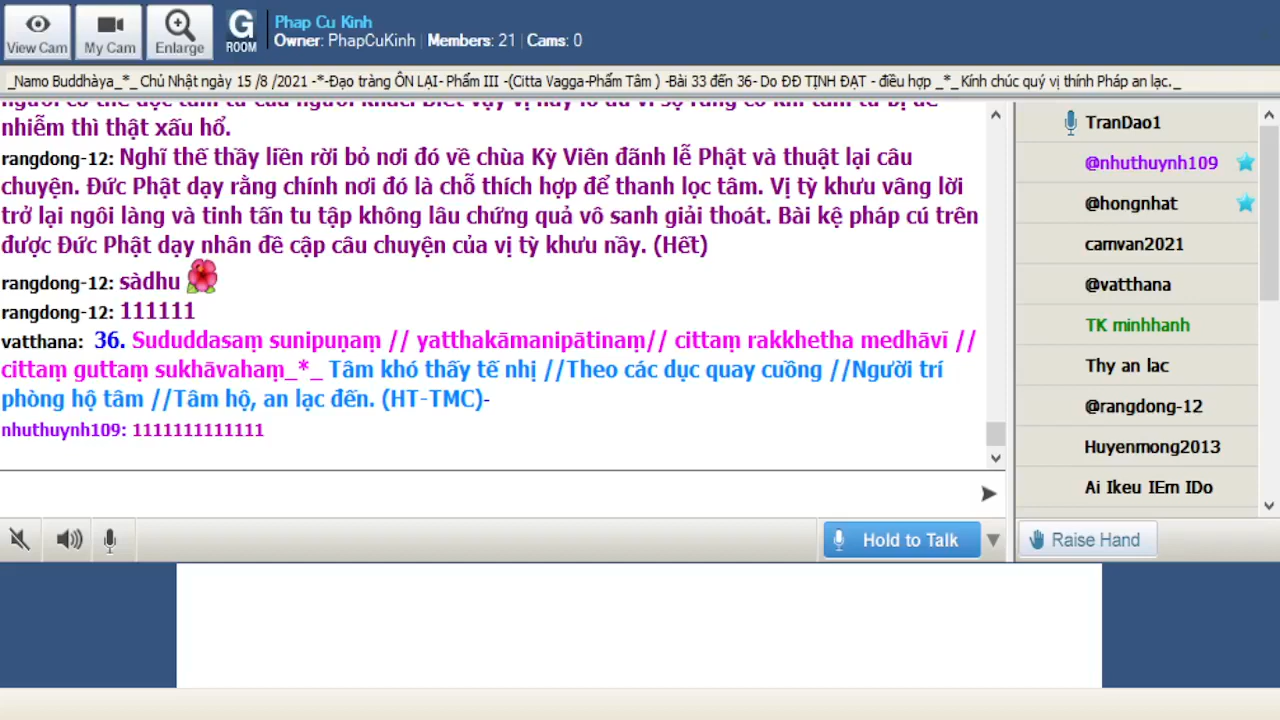 View Cam
My Cam
Enlarge
G
ROOM
Phap Cu Kinh
Owner: PhapCuKinh | Members: 21 | Cams: 0
_Namo Buddhàya_*_ Chủ Nhật ngày 15 /8 /2021 -*-Đạo tràng ÔN LẠI- Phẩm III -(Citta Vagga-Phẩm Tâm ) -Bài 33 đến 36- Do ĐĐ TỊNH ĐẠT - điều hợp _*_Kính chúc quý vị thính Pháp an lạc._
nhiễm thì thật xấu hổ.
rangdong-12: Nghĩ thế thầy liền rời bỏ nơi đó về chùa Kỳ Viên đãnh lễ Phật và thuật lại câu
chuyện. Đức Phật dạy rằng chính nơi đó là chỗ thích hợp để thanh lọc tâm. Vị tỳ khưu vâng lời
trở lại ngôi làng và tinh tấn tu tập không lâu chứng quả vô sanh giải thoát. Bài kệ pháp cú trên
được Đức Phật dạy nhân đề cập câu chuyện của vị tỳ khưu nầy. (Hết)
rangdong-12: sàdhu
rangdong-12: 111111
vatthana: 36. Sududdasaṃ sunipuṇaṃ // yatthakāmanipātinaṃ// cittaṃ rakkhetha medhāvī //
cittaṃ guttaṃ sukhāvahaṃ_*_ Tâm khó thấy tế nhị //Theo các dục quay cuồng //Người trí
phòng hộ tâm //Tâm hộ, an lạc đến. (HT-TMC)-
nhuthuynh109: 1111111111111
TranDao1
@nhuthuynh109
@hongnhat
camvan2021
@vatthana
TK minhhanh
Thy an lac
@rangdong-12
Huyenmong2013
Ai Ikeu IEm IDo
Hold to Talk
Raise Hand